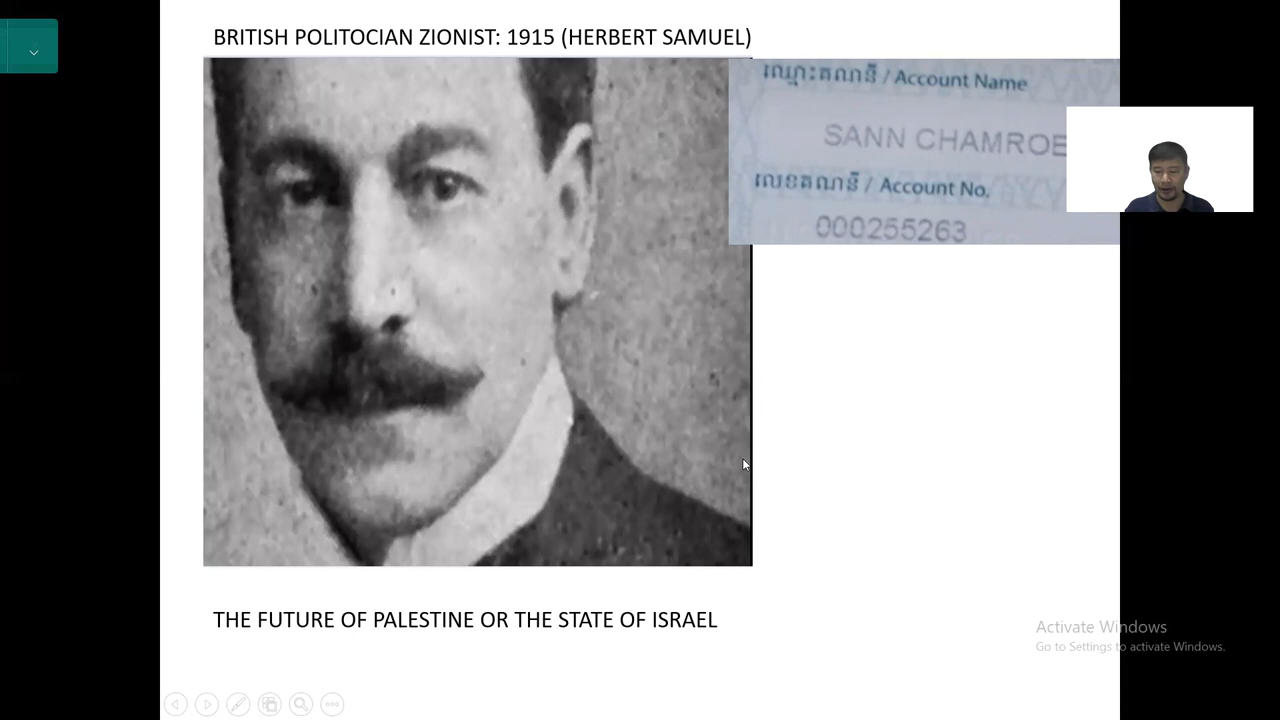 BRITISH POLITOCIAN ZIONIST: 1915 (HERBERT SAMUEL)
ឈ្មោះគណនី / Account Name
SANN CHAMROE
លេខគណនី / Account No.
000255263
THE FUTURE OF PALESTINE OR THE STATE OF ISRAEL
Activate Windows
Go to Settings to activate Windows.